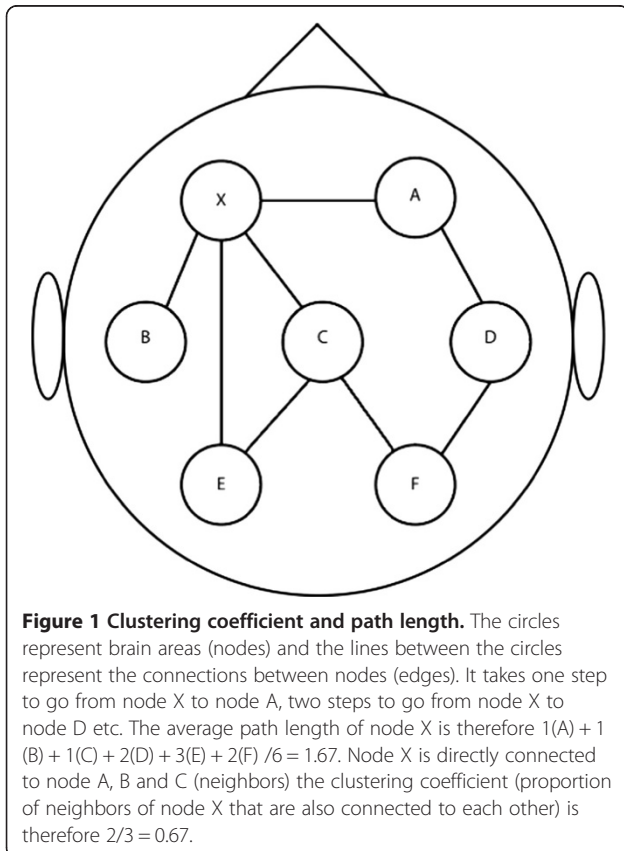 X
A
B
C
D
E
F
Figure 1 Clustering coefficient and path length. The circles
represent brain areas (nodes) and the lines between the circles
represent the connections between nodes (edges). It takes one step
to go from node X to node A, two steps to go from node X to
node D etc. The average path length of node X is therefore 1(A) + 1
(B) + 1(C) + 2(D) + 3(E) + 2(F) /6 = 1.67. Node X is directly connected
to node A, B and C (neighbors) the clustering coefficient (proportion
of neighbors of node X that are also connected to each other) is
therefore 2/3 = 0.67.